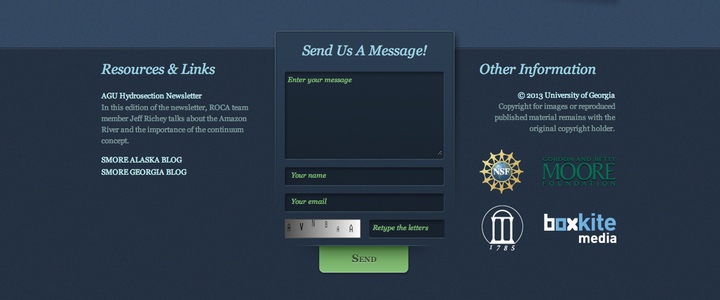 Resources & Links
AGU Hydrosection Newsletter
In this edition of the newsletter, ROCA team
member Jeff Richey talks about the Amazon
River and the importance of the continuum
concept.
SMORE ALASKA BLOG
SMORE GEORGIA BLOG
Send Us A Message!
Enter your message
Your name
Your email
Retype the letters
SEND
Other Information
© 2013 University of Georgia
Copyright for images or reproduced
published material remains with the
original copyright holder.
NSF
GORDON AND BETTY
MOORE
FOUNDATION
1785
boxkite
media